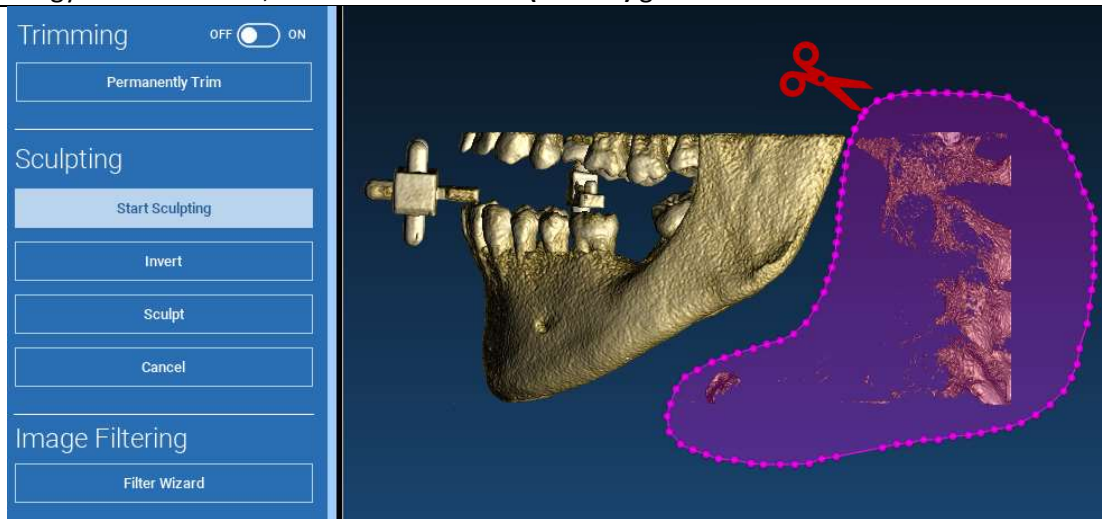 Trimming OFF ON
Permanently Trim
Sculpting
Start Sculpting
Invert
Sculpt
Cancel
Image Filtering
Filter Wizard